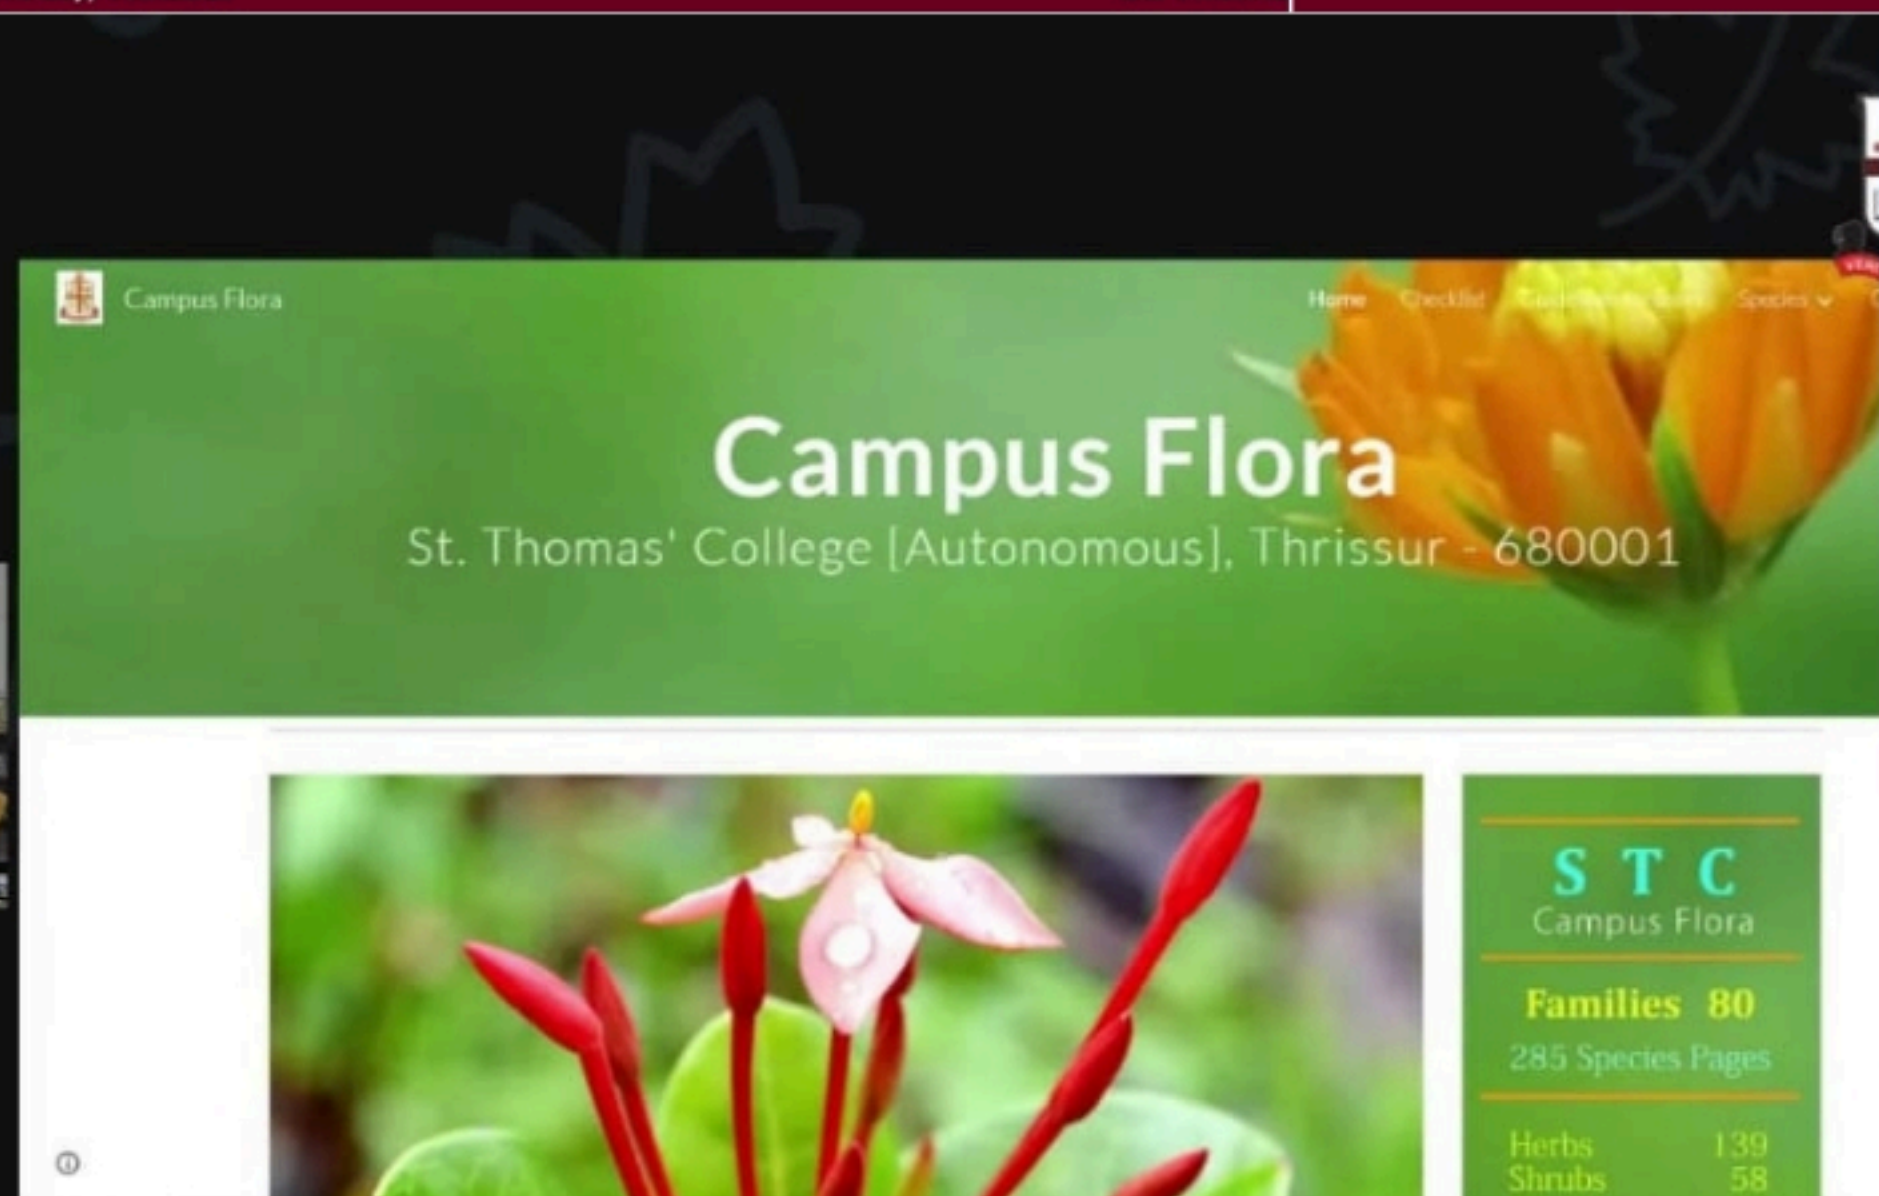 Campus Flora
Home Checklist Species
Campus Flora
St. Thomas' College [Autonomous], Thrissur - 680001
S T C
Campus Flora
Families 80
285 Species Pages
Herbs 139
Shrubs 58